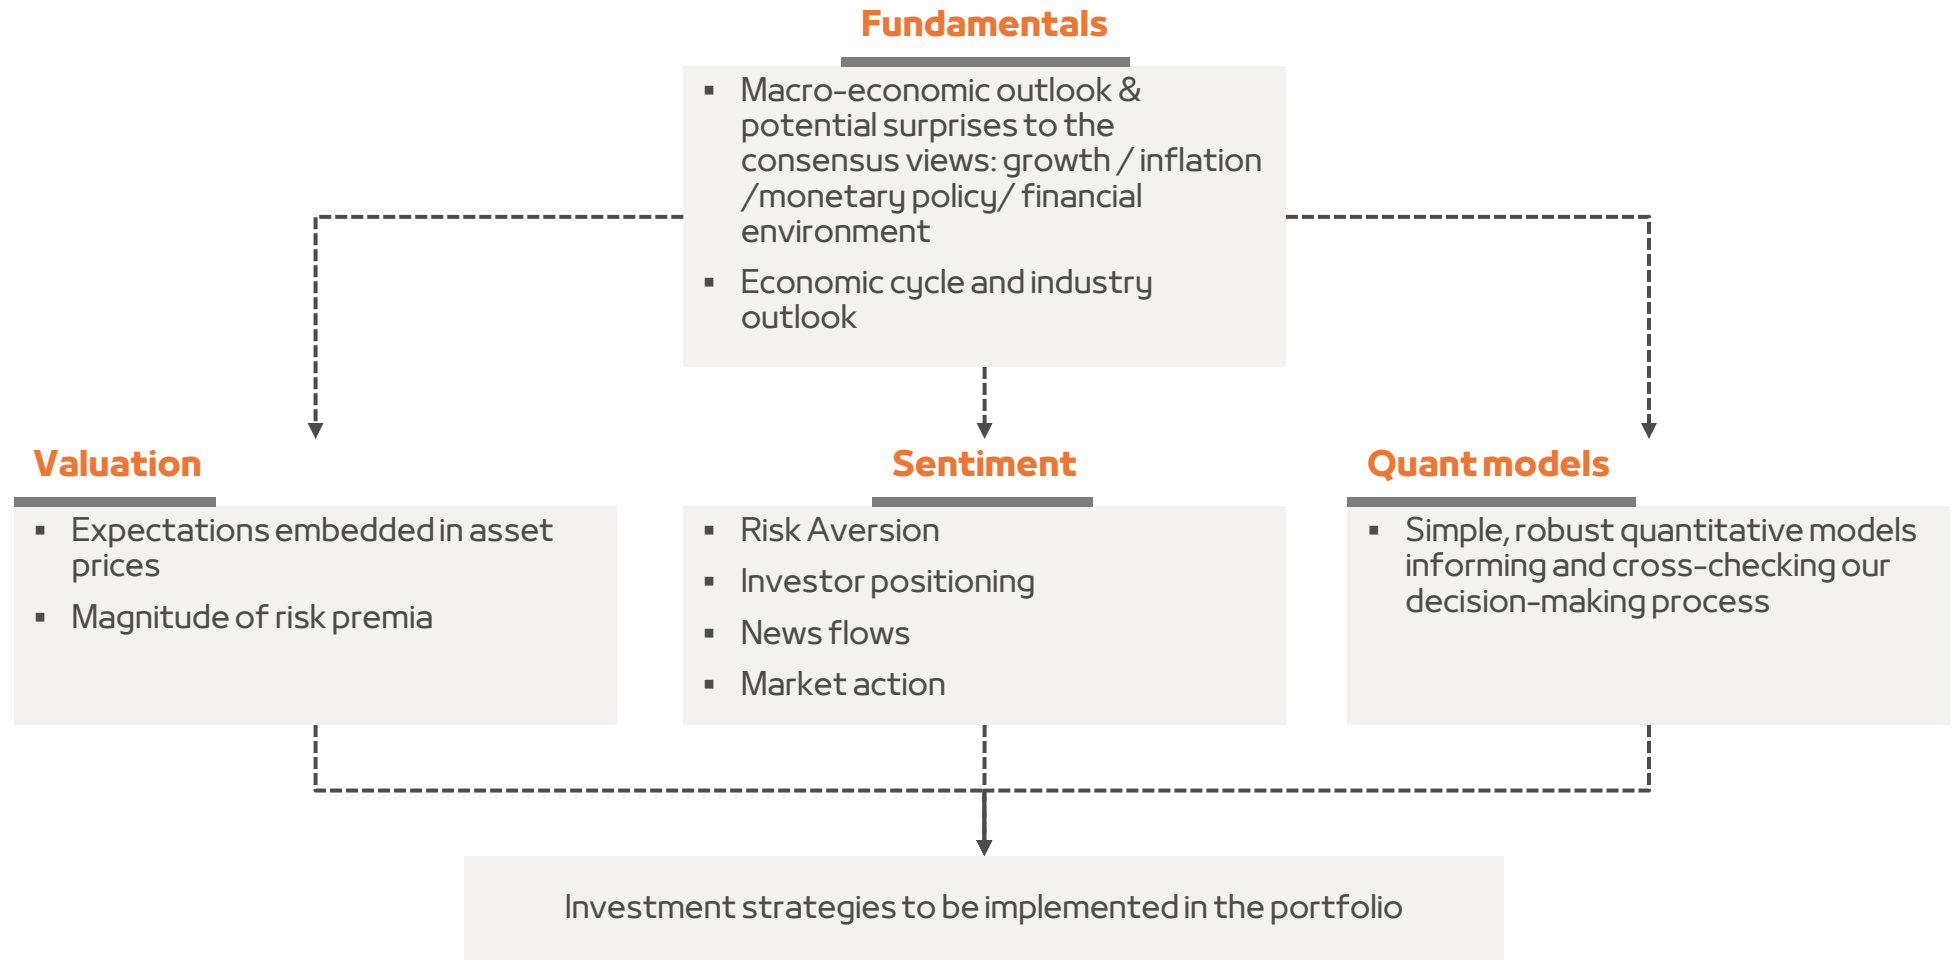 Fundamentals
▪ Macro-economic outlook &
potential surprises to the
consensus views: growth / inflation
/monetary policy/ financial
environment
▪ Economic cycle and industry
outlook
Valuation
▪ Expectations embedded in asset
prices
▪ Magnitude of risk premia
Sentiment
▪ Risk Aversion
▪ Investor positioning
▪ News flows
▪ Market action
Quant models
▪ Simple, robust quantitative models
informing and cross-checking our
decision-making process
Investment strategies to be implemented in the portfolio